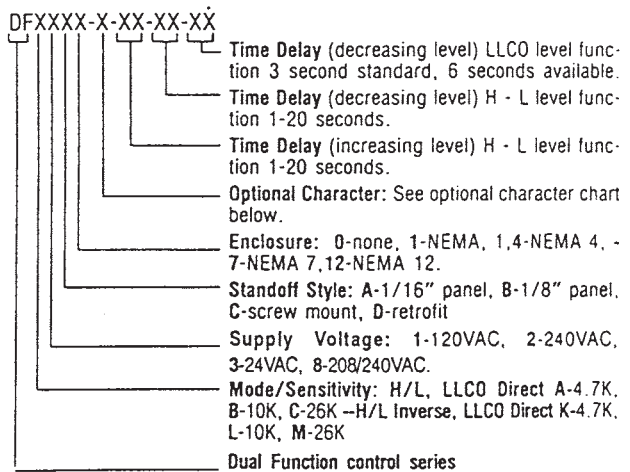 DFXXXX-X-XX-XX-XX
Time Delay (decreasing level) LLCO level func-
tion 3 second standard, 6 seconds available.
Time Delay (decreasing level) H - L level func-
tion 1-20 seconds.
Time Delay (increasing level) H - L level func-
tion 1-20 seconds.
Optional Character: See optional character chart
below.
Enclosure: 0-none, 1-NEMA, 1,4-NEMA 4, -
7-NEMA 7,12-NEMA 12.
Standoff Style: A-1/16" panel, B-1/8" panel,
C-screw mount, D-retrofit
Supply Voltage: 1-120VAC, 2-240VAC,
3-24VAC, 8-208/240VAC.
Mode/Sensitivity: H/L, LLCO Direct A-4.7K,
B-10K, C-26K --H/L Inverse, LLCO Direct K-4.7K,
L-10K, M-26K
Dual Function control series